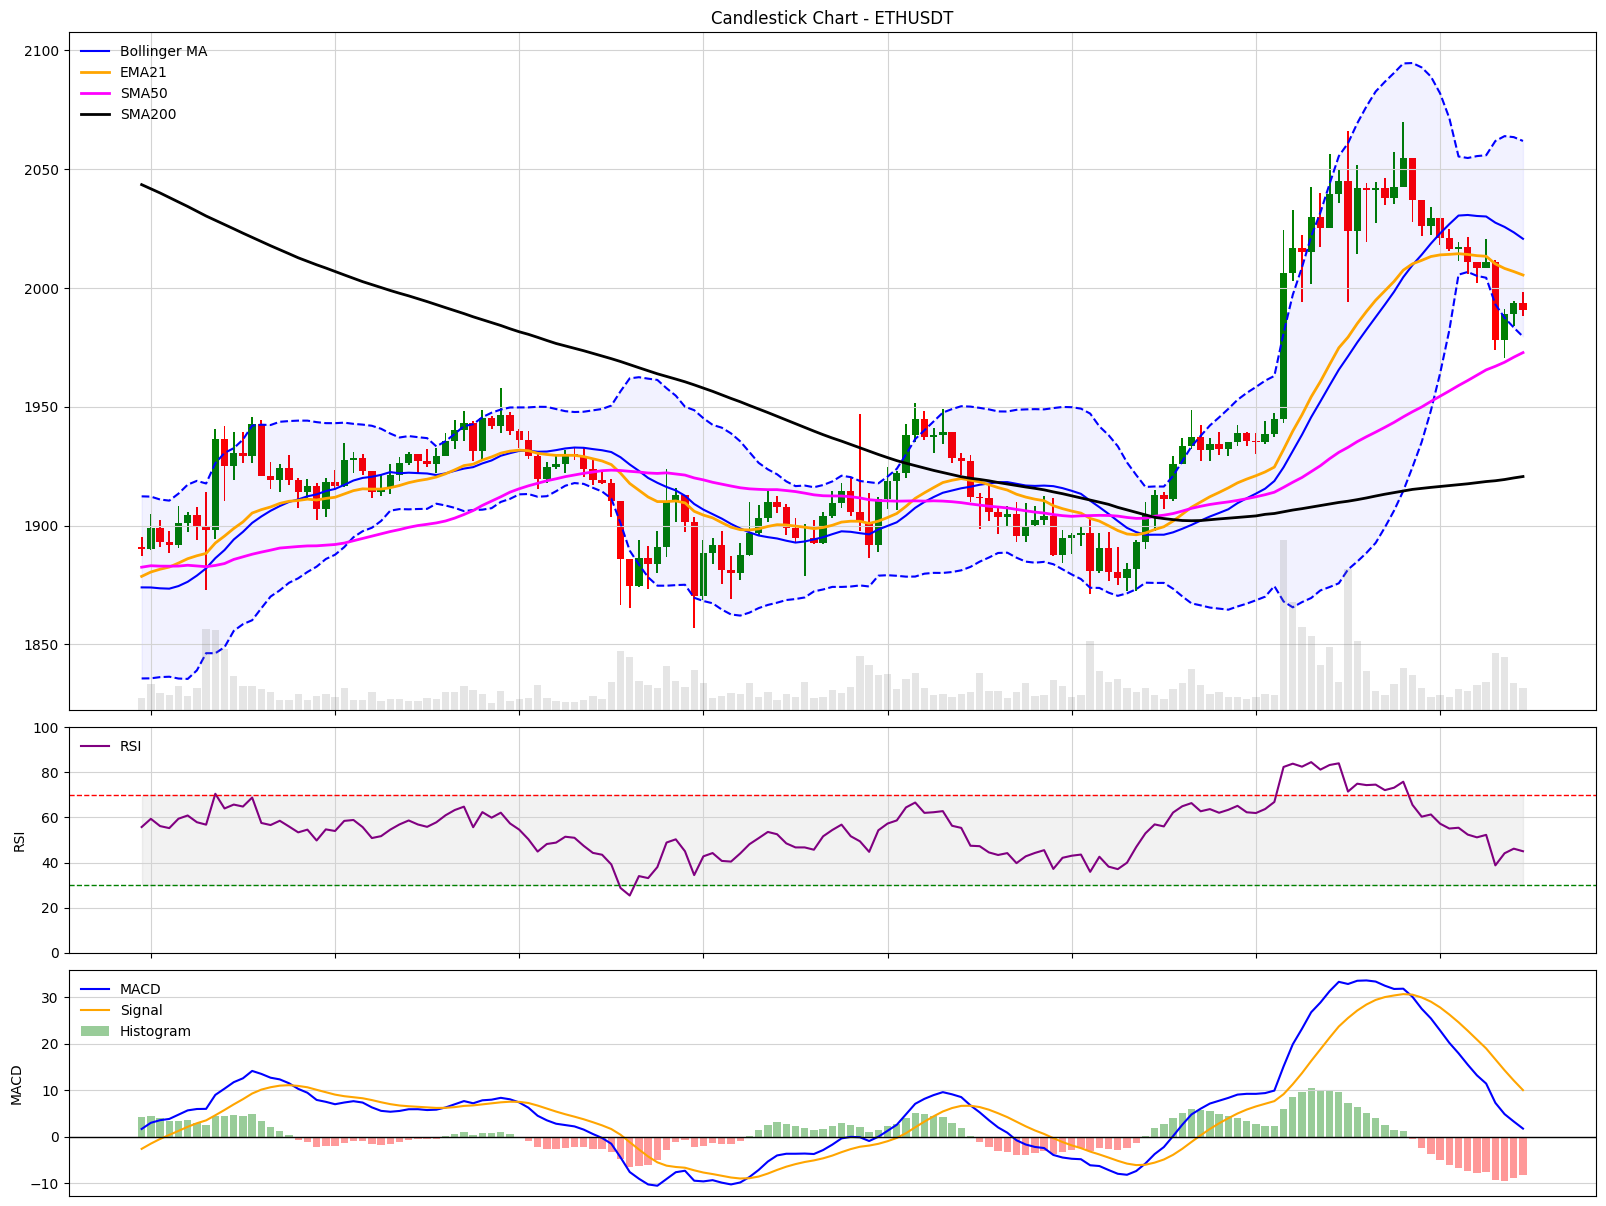 Candlestick Chart - ETHUSDT
Bollinger MA
EMA21
SMA50
SMA200
2100
2050
2000
1950
1900
1850
RSI
100
80
60
40
20
0
RSI
MACD
Signal
Histogram
30
20
10
0
−10
MACD